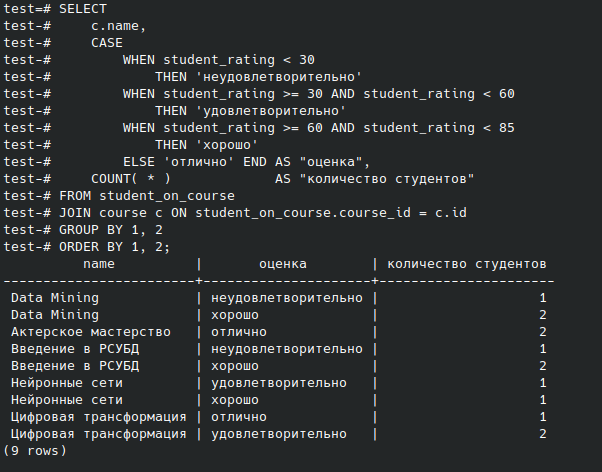 test=# SELECT
test-#     c.name,
test-#     CASE
test-#         WHEN student_rating < 30
test-#             THEN 'неудовлетворительно'
test-#         WHEN student_rating >= 30 AND student_rating < 60
test-#             THEN 'удовлетворительно'
test-#         WHEN student_rating >= 60 AND student_rating < 85
test-#             THEN 'хорошо'
test-#         ELSE 'отлично' END AS "оценка",
test-#     COUNT( * )             AS "количество студентов"
test-# FROM student_on_course
test-# JOIN course c ON student_on_course.course_id = c.id
test-# GROUP BY 1, 2
test-# ORDER BY 1, 2;
          name          |       оценка        | количество студентов
------------------------+---------------------+----------------------
 Data Mining            | неудовлетворительно |                    1
 Data Mining            | хорошо              |                    2
 Актерское мастерство   | отлично             |                    2
 Введение в РСУБД       | неудовлетворительно |                    1
 Введение в РСУБД       | хорошо              |                    2
 Нейронные сети         | удовлетворительно   |                    1
 Нейронные сети         | хорошо              |                    1
 Цифровая трансформация | отлично             |                    1
 Цифровая трансформация | удовлетворительно   |                    2
(9 rows)